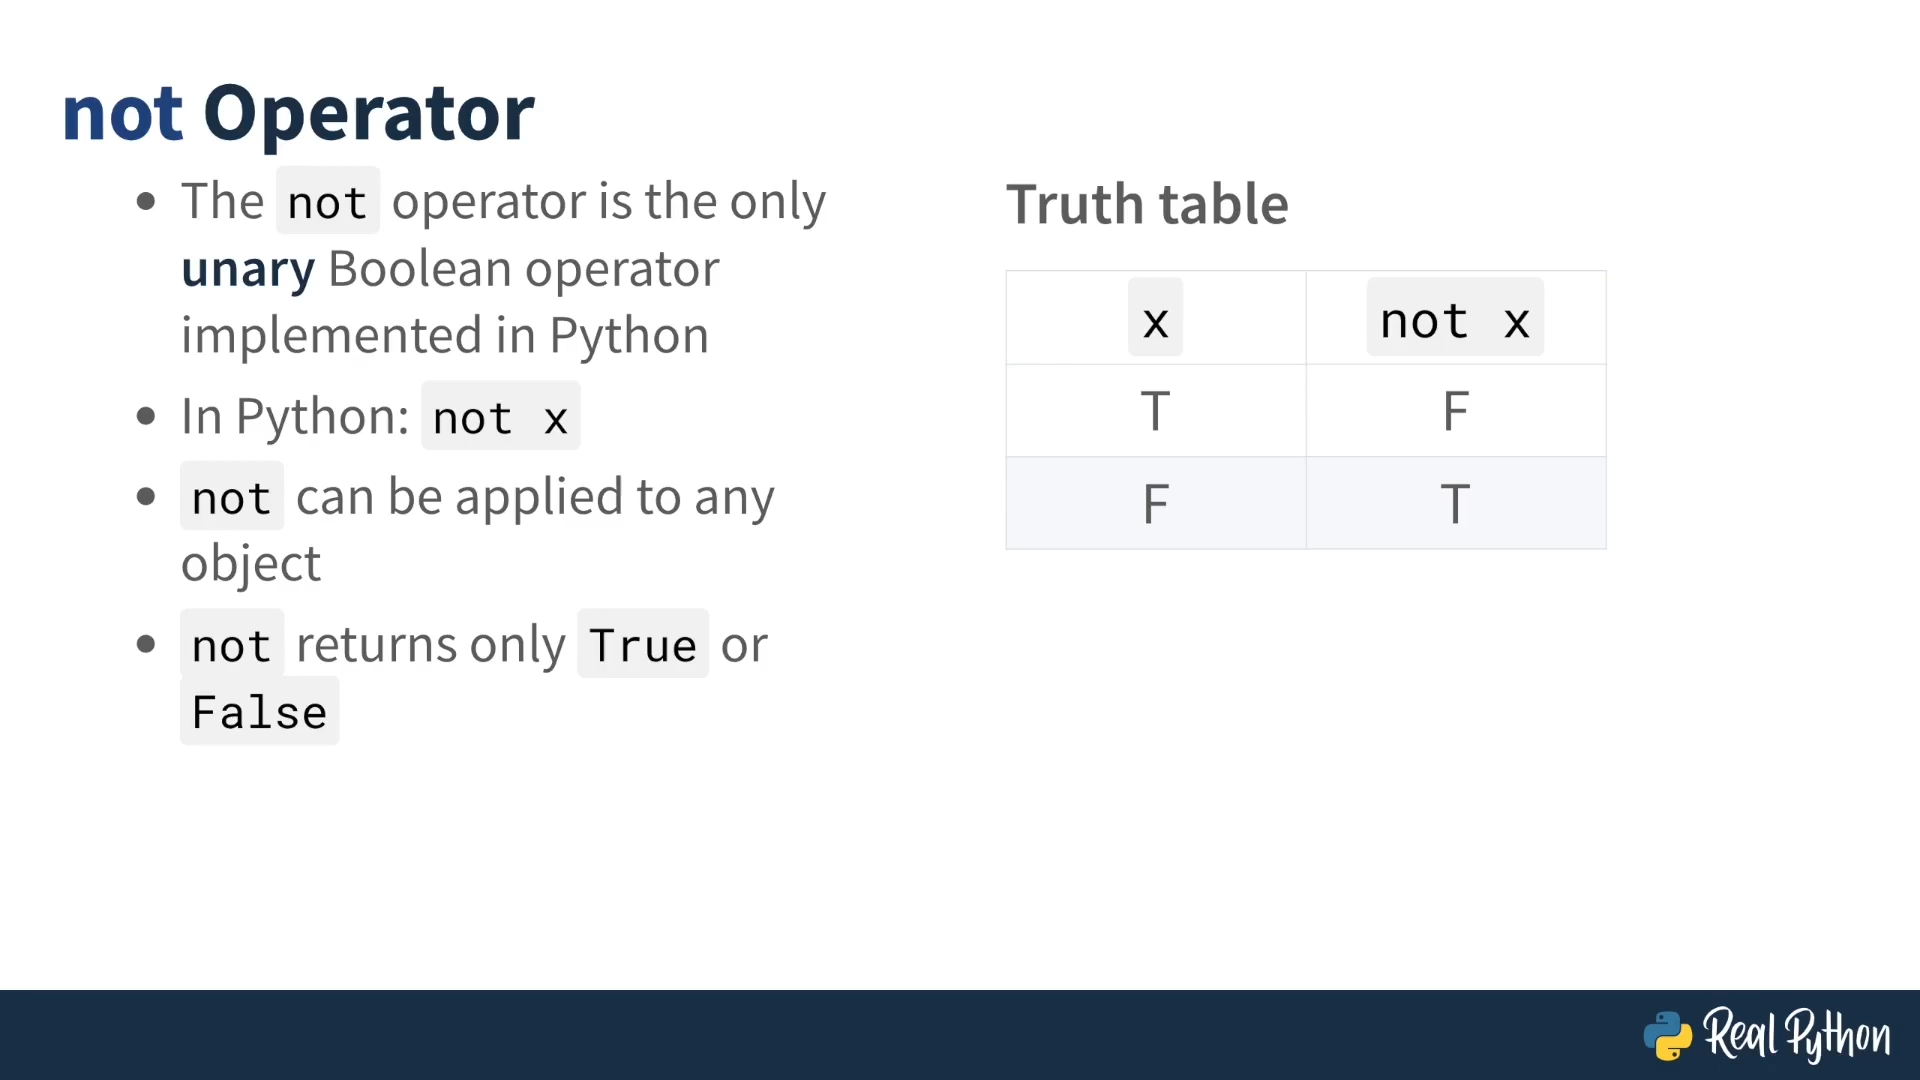 not Operator
• The not operator is the only
unary Boolean operator
implemented in Python
• In Python: not x
• not can be applied to any
object
• not returns only True or
False
Truth table
x not x
T F
F T
Real Python